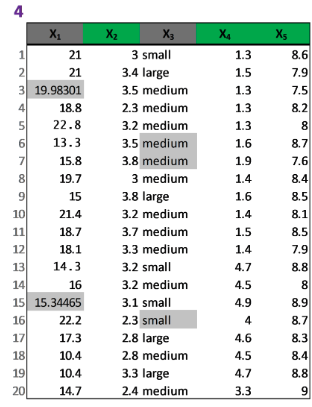 4
X1 X2 X3 X4 X5
1 21 3 small 1.3 8.6
2 21 3.4 large 1.5 7.9
3 19.98301 3.5 medium 1.3 7.5
4 18.8 2.3 medium 1.3 8.2
5 22.8 3.2 medium 1.3 8
6 13.3 3.5 medium 1.6 8.7
7 15.8 3.8 medium 1.9 7.6
8 19.7 3 medium 1.4 8.4
9 15 3.8 large 1.6 8.5
10 21.4 3.2 medium 1.4 8.1
11 18.7 3.7 medium 1.5 8.5
12 18.1 3.3 medium 1.4 7.9
13 14.3 3.2 small 4.7 8.8
14 16 3.2 medium 4.5 8
15 15.34465 3.1 small 4.9 8.9
16 22.2 2.3 small 4 8.7
17 17.3 2.8 large 4.6 8.3
18 10.4 2.8 medium 4.5 8.4
19 10.4 3.3 large 4.7 8.8
20 14.7 2.4 medium 3.3 9